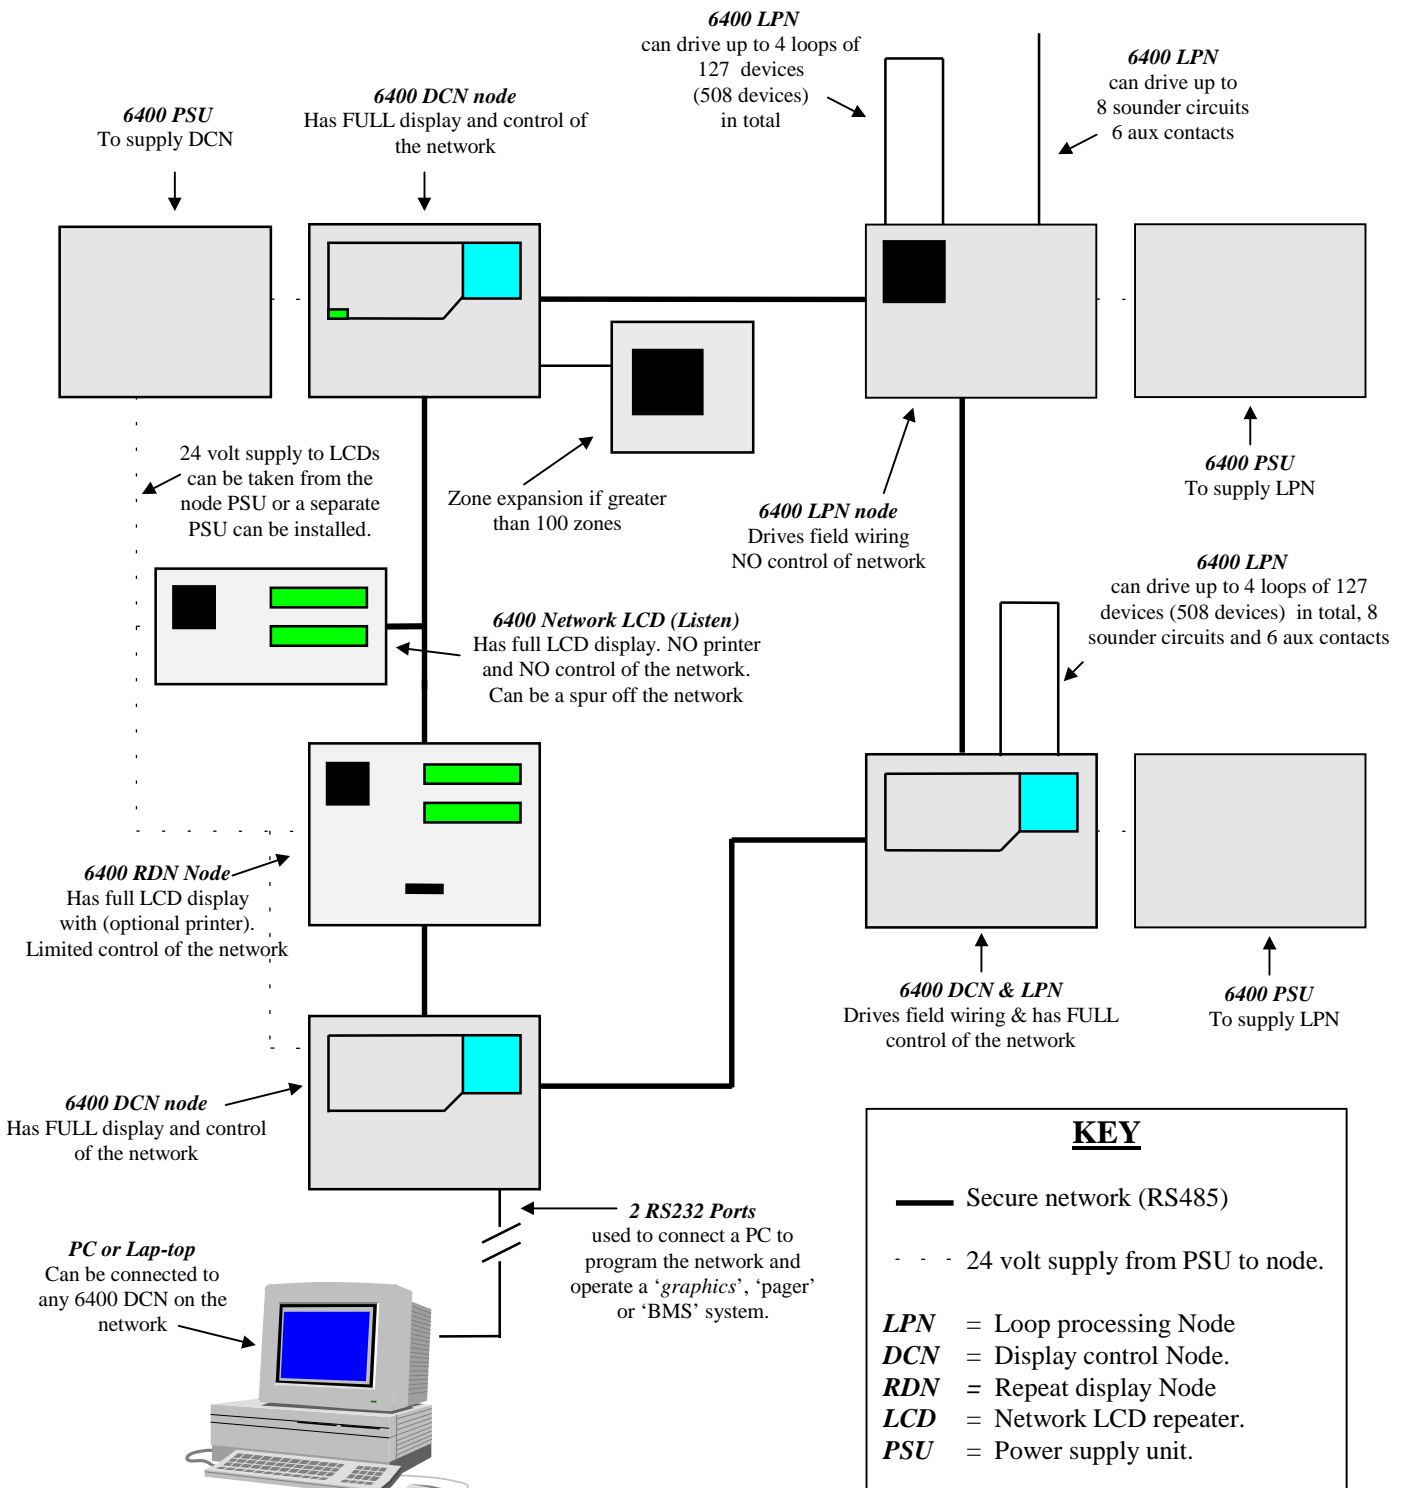 6400 LPN
can drive up to 4 loops of
127 devices
(508 devices)
in total
6400 LPN
can drive up to
8 sounder circuits
6 aux contacts
6400 PSU
To supply DCN
6400 DCN node
Has FULL display and control of
the network
24 volt supply to LCDs
can be taken from the
node PSU or a separate
PSU can be installed.
Zone expansion if greater
than 100 zones
6400 LPN node
Drives field wiring
NO control of network
6400 PSU
To supply LPN
6400 LPN
can drive up to 4 loops of 127
devices (508 devices) in total, 8
sounder circuits and 6 aux contacts
6400 Network LCD (Listen)
Has full LCD display. NO printer
and NO control of the network.
Can be a spur off the network
6400 RDN Node
Has full LCD display
with (optional printer).
Limited control of the network
6400 DCN & LPN
Drives field wiring & has FULL
control of the network
6400 PSU
To supply LPN
6400 DCN node
Has FULL display and control
of the network
2 RS232 Ports
used to connect a PC to
program the network and
operate a ‘graphics’, ‘pager’
or ‘BMS’ system.
PC or Lap-top
Can be connected to
any 6400 DCN on the
network
KEY
Secure network (RS485)
24 volt supply from PSU to node.
LPN = Loop processing Node
DCN = Display control Node.
RDN = Repeat display Node
LCD = Network LCD repeater.
PSU = Power supply unit.